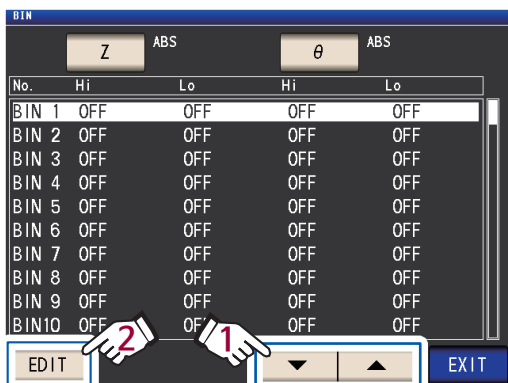 BIN
Z ABS θ ABS
No. Hi Lo Hi Lo
BIN 1 OFF OFF OFF OFF
BIN 2 OFF OFF OFF OFF
BIN 3 OFF OFF OFF OFF
BIN 4 OFF OFF OFF OFF
BIN 5 OFF OFF OFF OFF
BIN 6 OFF OFF OFF OFF
BIN 7 OFF OFF OFF OFF
BIN 8 OFF OFF OFF OFF
BIN 9 OFF OFF OFF OFF
BIN10 OFF OFF OFF OFF
2 1
EDIT ▼ ▲ EXIT